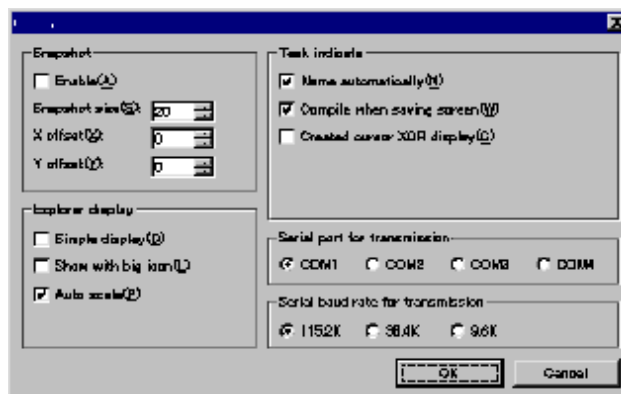 Snapshot
Enable(A)
Snapshot size(S): 20
X offset(X): 0
Y offset(Y): 0
Explorer display
Simple display(D)
Show with big icon(L)
Auto scale(P)
Task indicate
Name automatically(N)
Compile when saving screen(W)
Created cursor XOR display(C)
Serial port for transmission
COM1 COM2 COM3 COM4
Serial baud rate for transmission
115.2K 38.4K 9.6K
OK Cancel